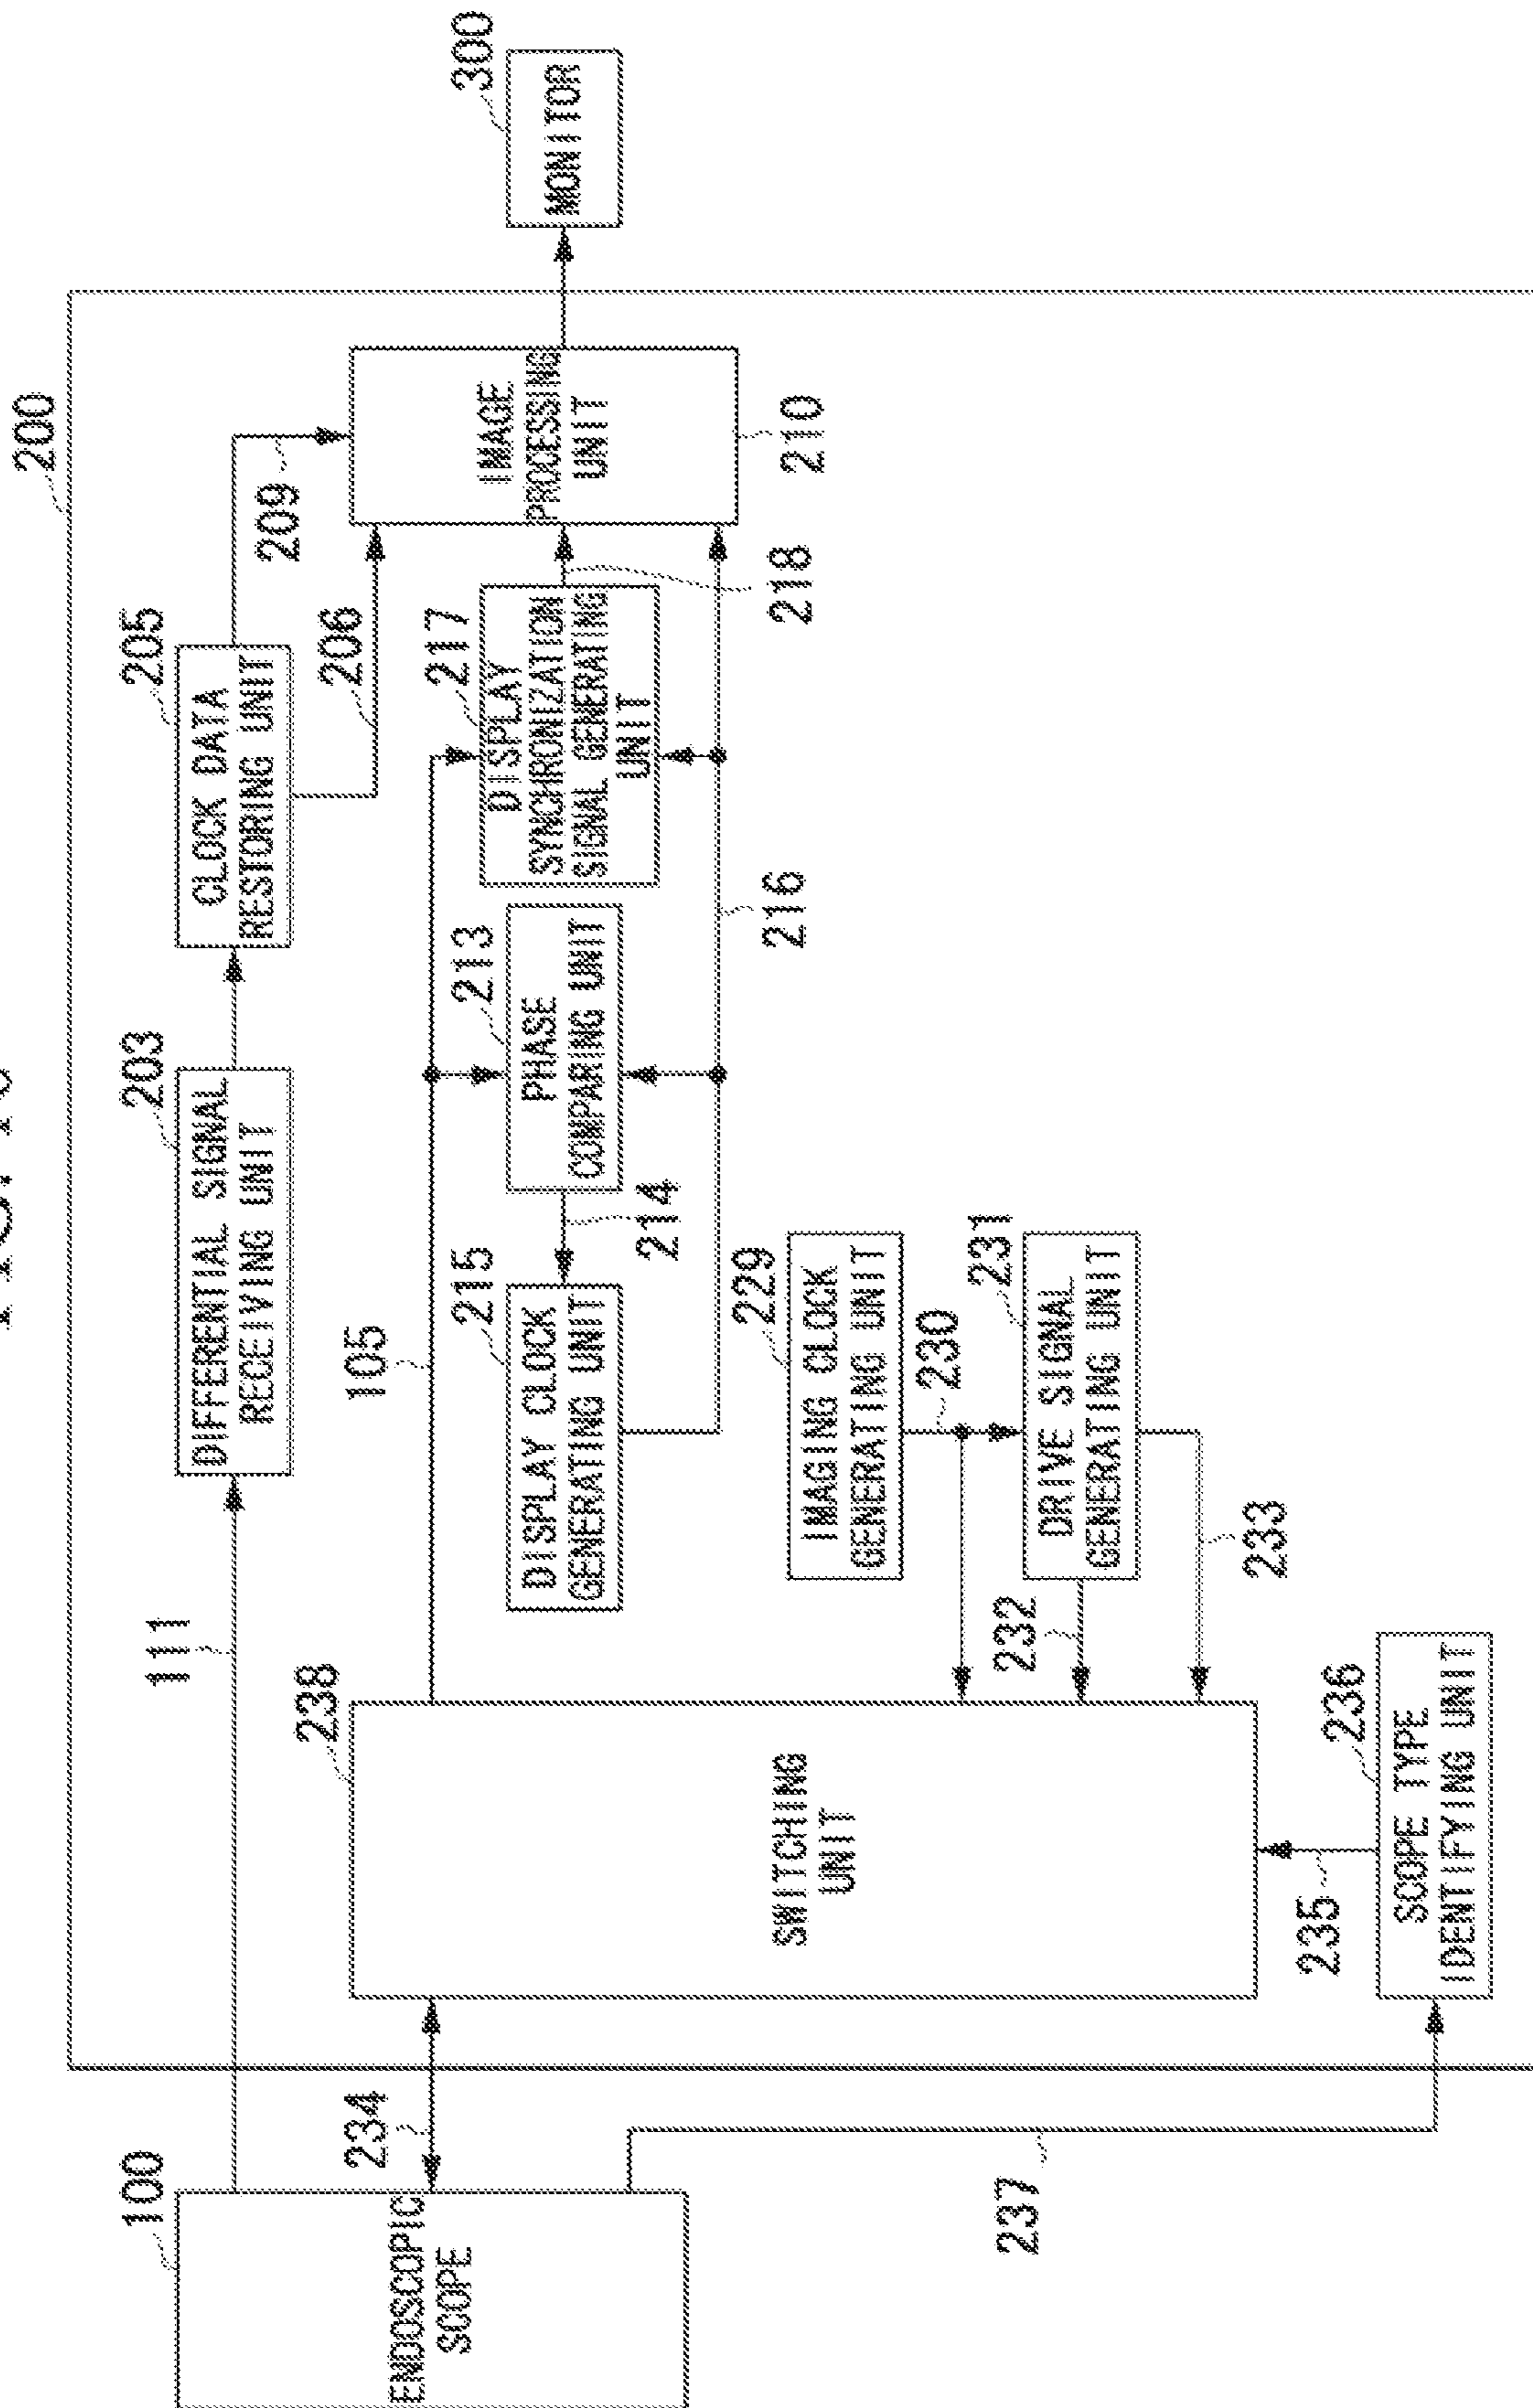 200
100
ENDOSCOPIC
SCOPE
111
203
DIFFERENTIAL SIGNAL
RECEIVING UNIT
205
CLOCK DATA
RESTORING UNIT
209
206
234
238
SWITCHING
UNIT
105
215
DISPLAY CLOCK
GENERATING UNIT
214
213
PHASE
COMPARING UNIT
217
DISPLAY
SYNCHRONIZATION
SIGNAL GENERATING
UNIT
218
216
IMAGE
PROCESSING
UNIT
210
300
MONITOR
229
IMAGING CLOCK
GENERATING UNIT
230
231
DRIVE SIGNAL
GENERATING UNIT
232
233
235
236
SCOPE TYPE
IDENTIFYING UNIT
237